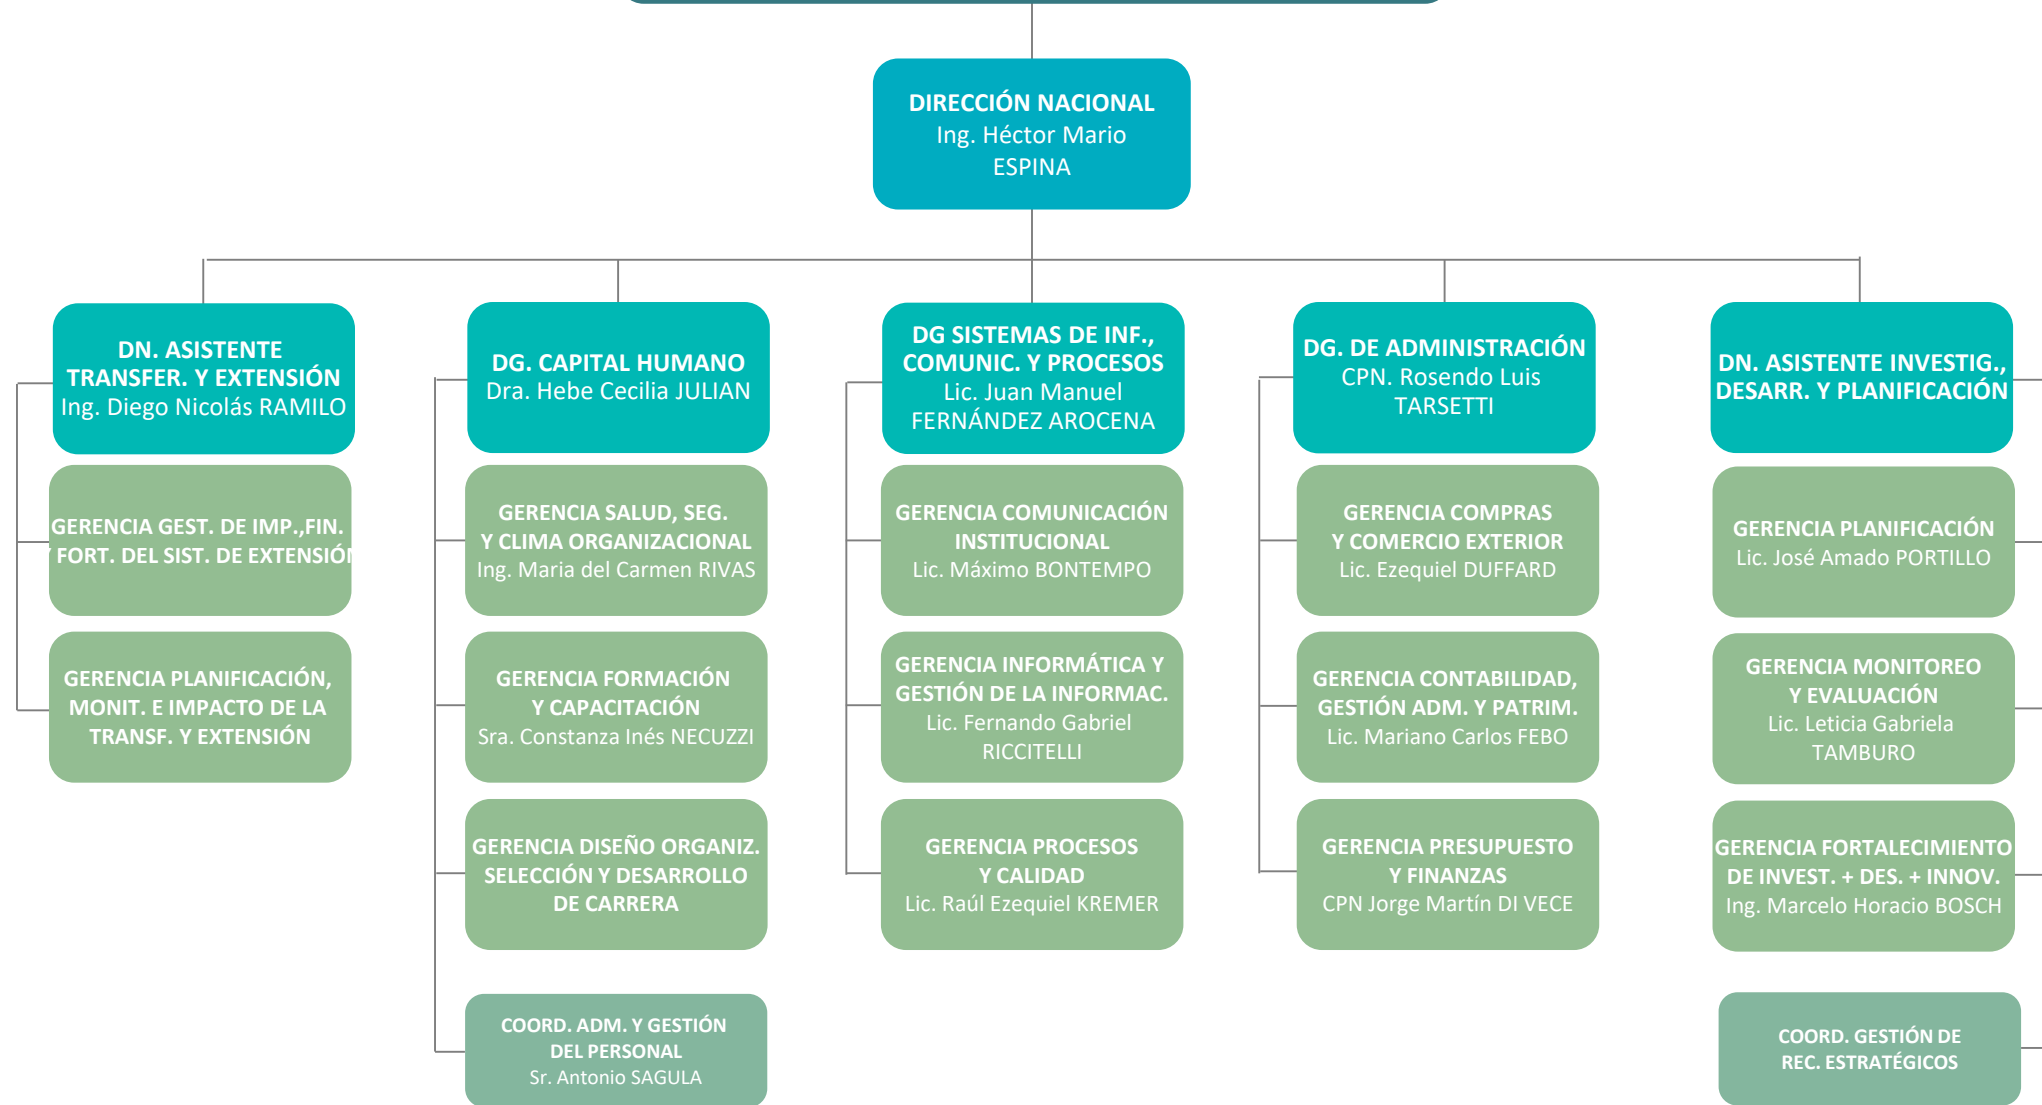 DIRECCIÓN NACIONAL
Ing. Héctor Mario
ESPINA
DN. ASISTENTE
TRANSFER. Y EXTENSIÓN
Ing. Diego Nicolás RAMILO
GERENCIA GEST. DE IMP.,FIN.
Y FORT. DEL SIST. DE EXTENSIÓN
GERENCIA PLANIFICACIÓN,
MONIT. E IMPACTO DE LA
TRANSF. Y EXTENSIÓN
DG. CAPITAL HUMANO
Dra. Hebe Cecilia JULIAN
GERENCIA SALUD, SEG.
Y CLIMA ORGANIZACIONAL
Ing. Maria del Carmen RIVAS
GERENCIA FORMACIÓN
Y CAPACITACIÓN
Sra. Constanza Inés NECUZZI
GERENCIA DISEÑO ORGANIZ.
SELECCIÓN Y DESARROLLO
DE CARRERA
COORD. ADM. Y GESTIÓN
DEL PERSONAL
Sr. Antonio SAGULA
DG SISTEMAS DE INF.,
COMUNIC. Y PROCESOS
Lic. Juan Manuel
FERNÁNDEZ AROCENA
GERENCIA COMUNICACIÓN
INSTITUCIONAL
Lic. Máximo BONTEMPO
GERENCIA INFORMÁTICA Y
GESTIÓN DE LA INFORMAC.
Lic. Fernando Gabriel
RICCITELLI
GERENCIA PROCESOS
Y CALIDAD
Lic. Raúl Ezequiel KREMER
DG. DE ADMINISTRACIÓN
CPN. Rosendo Luis
TARSETTI
GERENCIA COMPRAS
Y COMERCIO EXTERIOR
Lic. Ezequiel DUFFARD
GERENCIA CONTABILIDAD,
GESTIÓN ADM. Y PATRIM.
Lic. Mariano Carlos FEBO
GERENCIA PRESUPUESTO
Y FINANZAS
CPN Jorge Martín DI VECE
DN. ASISTENTE INVESTIG.,
DESARR. Y PLANIFICACIÓN
GERENCIA PLANIFICACIÓN
Lic. José Amado PORTILLO
GERENCIA MONITOREO
Y EVALUACIÓN
Lic. Leticia Gabriela
TAMBURO
GERENCIA FORTALECIMIENTO
DE INVEST. + DES. + INNOV.
Ing. Marcelo Horacio BOSCH
COORD. GESTIÓN DE
REC. ESTRATÉGICOS